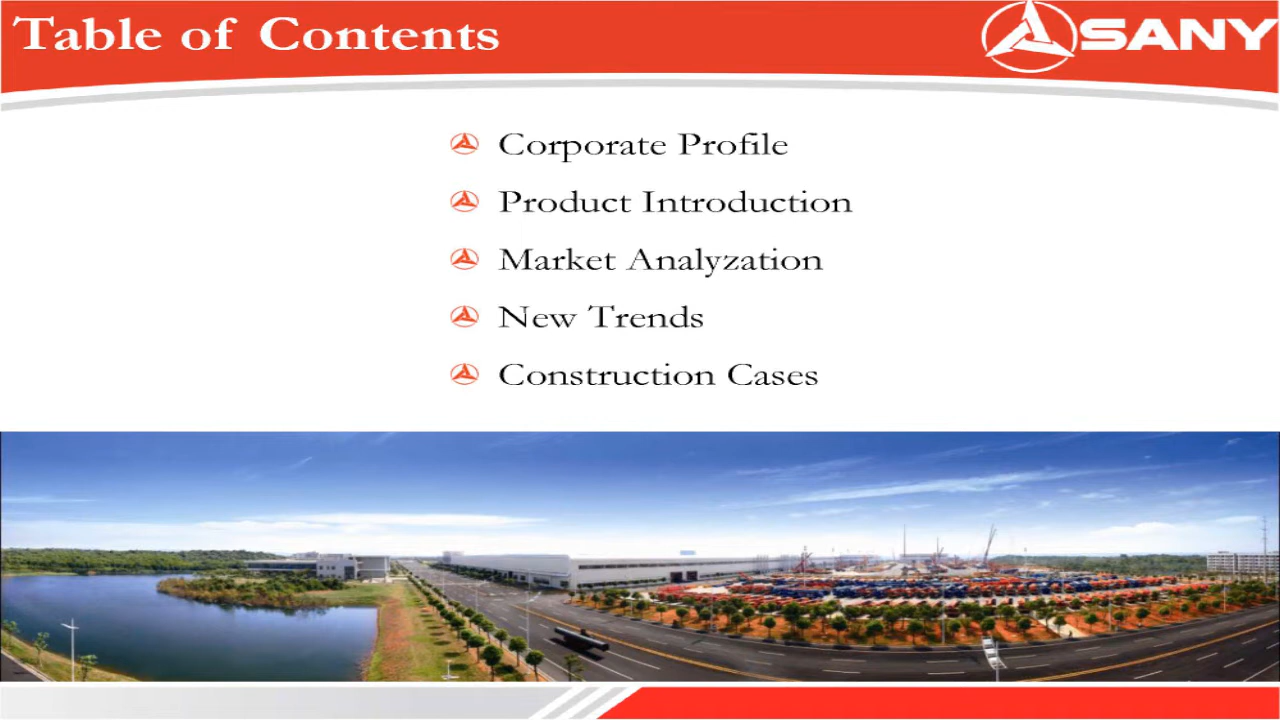 Table of Contents
SANY
Corporate Profile
Product Introduction
Market Analyzation
New Trends
Construction Cases